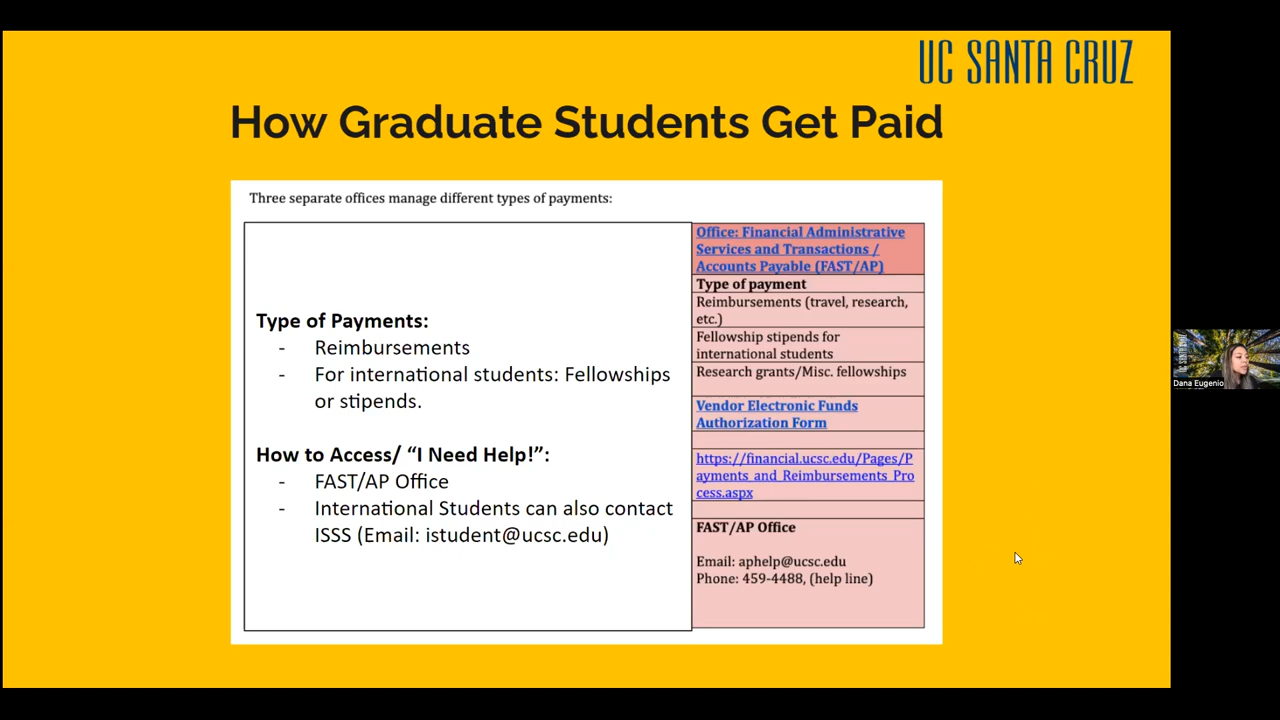 UC SANTA CRUZ
How Graduate Students Get Paid
Three separate offices manage different types of payments:
Type of Payments:
- Reimbursements
- For international students: Fellowships
or stipends.
How to Access/ “I Need Help!”:
- FAST/AP Office
- International Students can also contact
ISSS (Email: istudent@ucsc.edu)
Office: Financial Administrative
Services and Transactions /
Accounts Payable (FAST/AP)
Type of payment
Reimbursements (travel, research,
etc.)
Fellowship stipends for
international students
Research grants/Misc. fellowships
Vendor Electronic Funds
Authorization Form
https://financial.ucsc.edu/Pages/P
ayments_and_Reimbursements_Pro
cess.aspx
FAST/AP Office
Email: aphelp@ucsc.edu
Phone: 459-4488, (help line)
UC SANTA CRUZ
Dana Eugenio